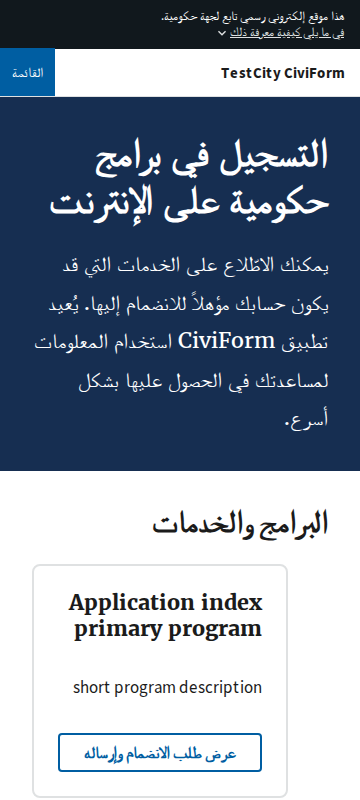 هذا موقع إلكتروني رسمي تابع لجهة حكومية.
في ما يلي كيفية معرفة ذلك
TestCity CiviForm
القائمة
التسجيل في برامج
حكومية على الإنترنت
يمكنك الاطّلاع على الخدمات التي قد
يكون حسابك مؤهلاً للانضمام إليها. يُعيد
تطبيق CiviForm استخدام المعلومات
لمساعدتك في الحصول عليها بشكل
أسرع.
البرامج والخدمات
Application index
primary program
short program description
عرض طلب الانضمام وإرساله